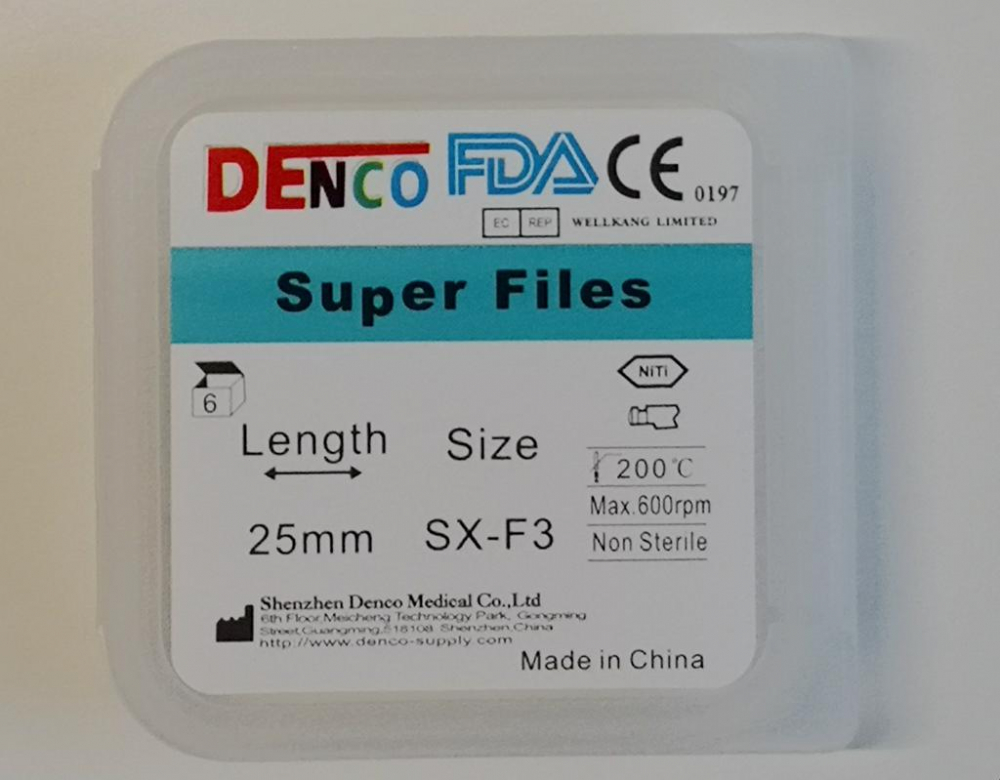 DENCO FDA CE 0197
EC REP WELLKANG LIMITED
Super Files
6
NiTi
Length Size
200℃
Max.600rpm
25mm SX-F3
Non Sterile
Shenzhen Denco Medical Co.,Ltd
6th Floor,Meicheng Technology Park, Gongming
Street,Guangming,518108 Shenzhen,China
http://www.denco-supply.com
Made in China